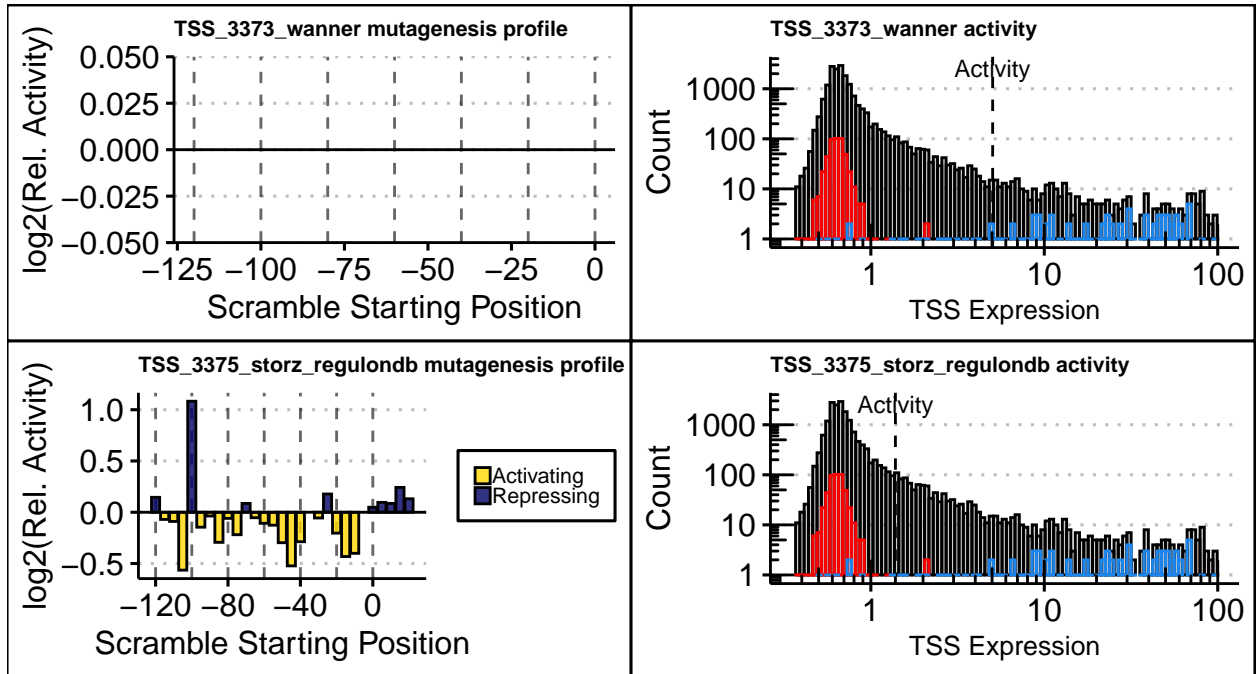 TSS_3373_wanner mutagenesis profile
log2(Rel. Activity)
0.050
0.025
0.000
−0.025
−0.050
−125 −100 −75 −50 −25 0
Scramble Starting Position
TSS_3373_wanner activity
Activity
Count
1000
100
10
1
1 10 100
TSS Expression
TSS_3375_storz_regulondb mutagenesis profile
log2(Rel. Activity)
1.0
0.5
0.0
−0.5
−120 −80 −40 0
Scramble Starting Position
Activating
Repressing
TSS_3375_storz_regulondb activity
Activity
Count
1000
100
10
1
1 10 100
TSS Expression